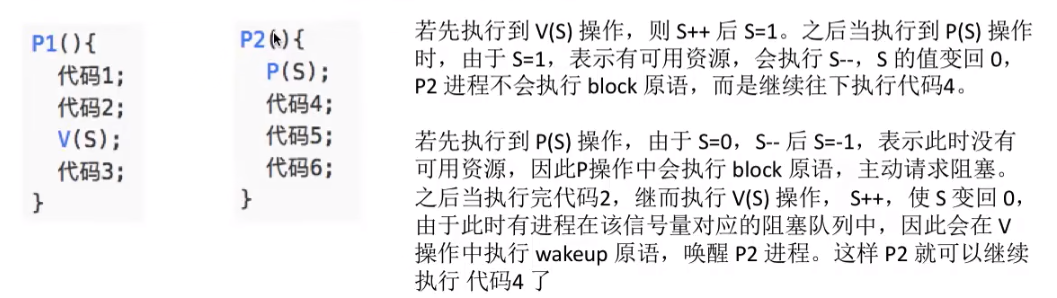 P1(){
代码1;
代码2;
V(S);
代码3;
}
P2(){
P(S);
代码4;
代码5;
代码6;
}
若先执行到 V(S) 操作，则 S++ 后 S=1。之后当执行到 P(S) 操作
时，由于 S=1，表示有可用资源，会执行 S--，S 的值变回 0，
P2 进程不会执行 block 原语，而是继续往下执行代码4。
若先执行到 P(S) 操作，由于 S=0，S-- 后 S=-1，表示此时没有
可用资源，因此P操作中会执行 block 原语，主动请求阻塞。
之后当执行完代码2，继而执行 V(S) 操作， S++，使 S 变回 0，
由于此时有进程在该信号量对应的阻塞队列中，因此会在 V
操作中执行 wakeup 原语，唤醒 P2 进程。这样 P2 就可以继续
执行 代码4 了